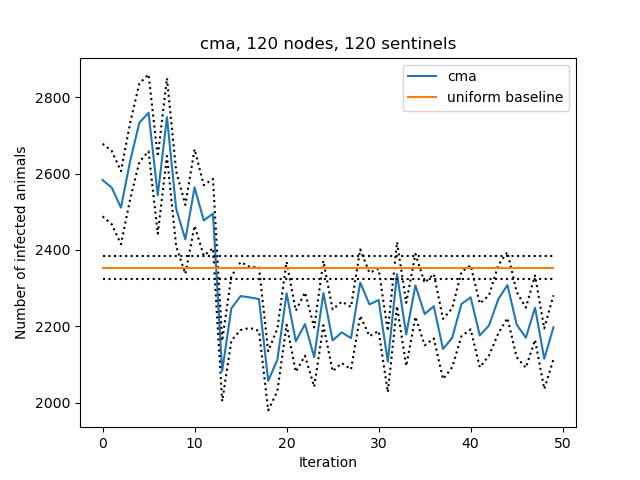 cma, 120 nodes, 120 sentinels
cma
uniform baseline
2800
2600
2400
2200
2000
Number of infected animals
0 10 20 30 40 50
Iteration